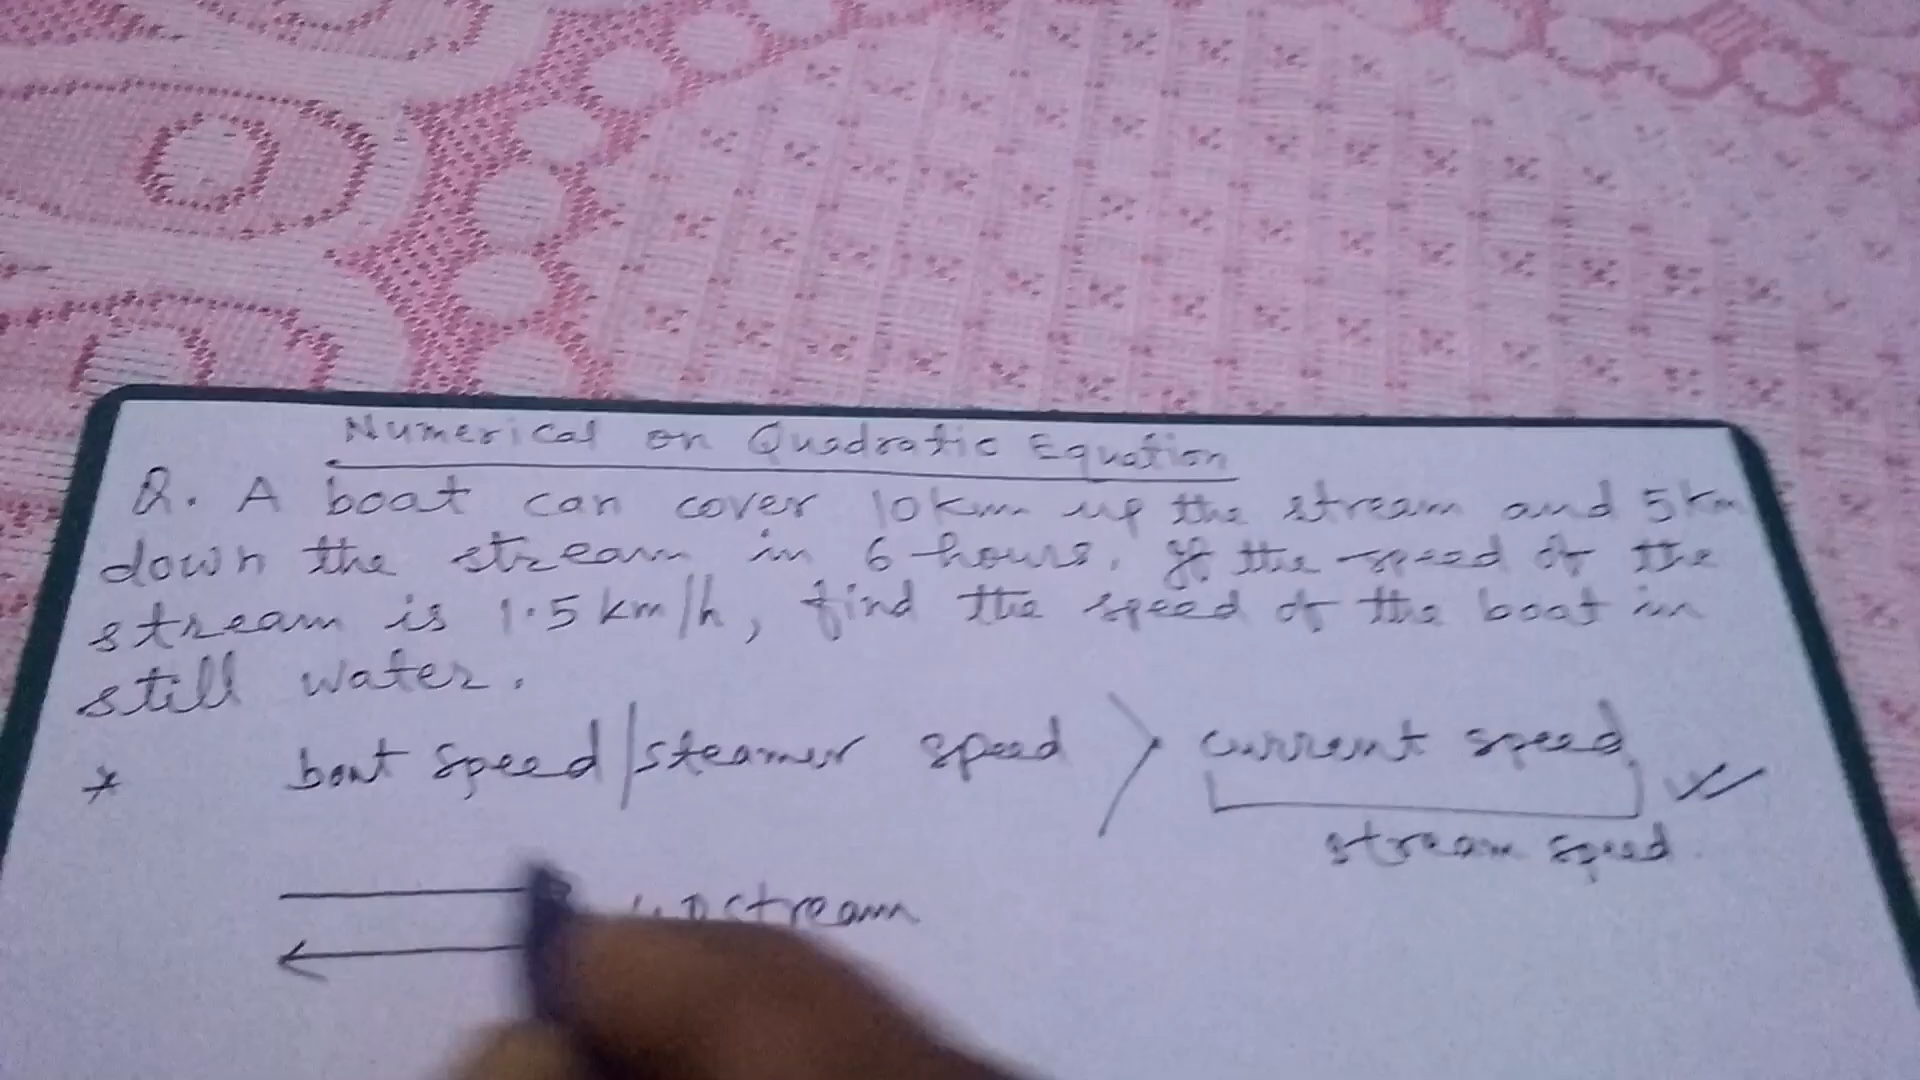 Numerical on Quadratic Equation
Q. A boat can cover 10km up the stream and 5km
down the stream in 6 hours. If the speed of the
stream is 1.5 km/h, find the speed of the boat in
still water.
* boat speed/steamer speed > current speed
stream speed
upstream